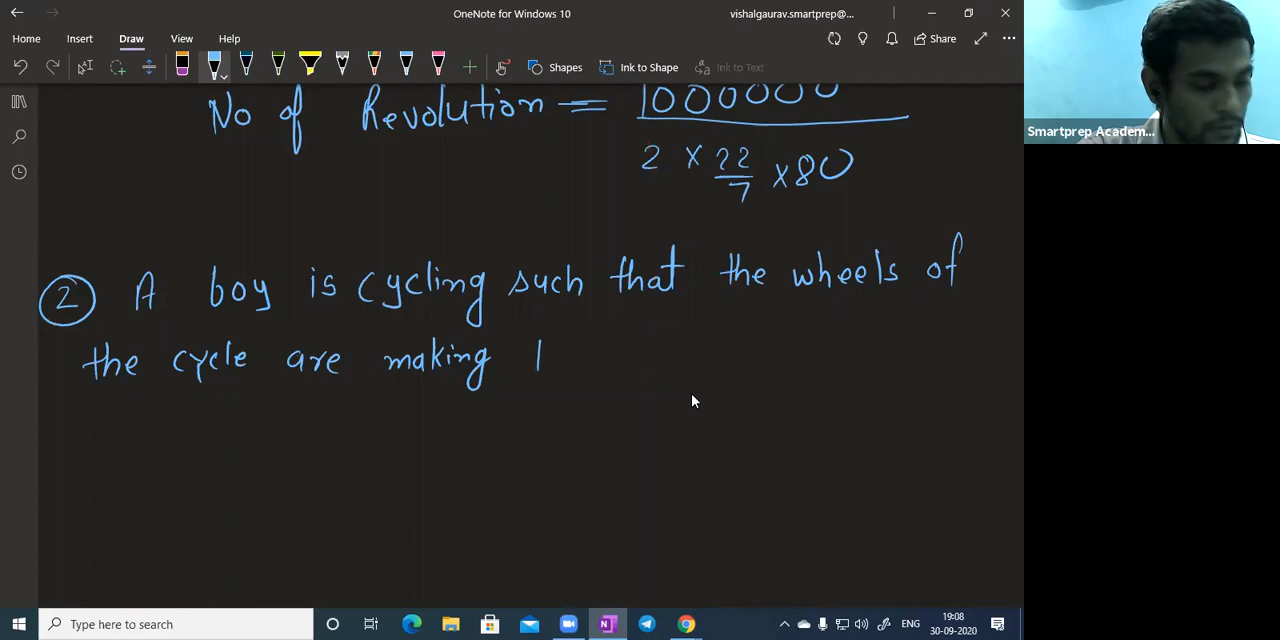 OneNote for Windows 10
vishalgaurav.smartprep@...
Home Insert Draw View Help
Share
Shapes
Ink to Shape
Ink to Text
No of Revolution = 1000000
2 × 22/7 × 80
Smartprep Academ...
2 A boy is cycling such that the wheels of
the cycle are making 1
Type here to search
ENG
19:08
30-09-2020